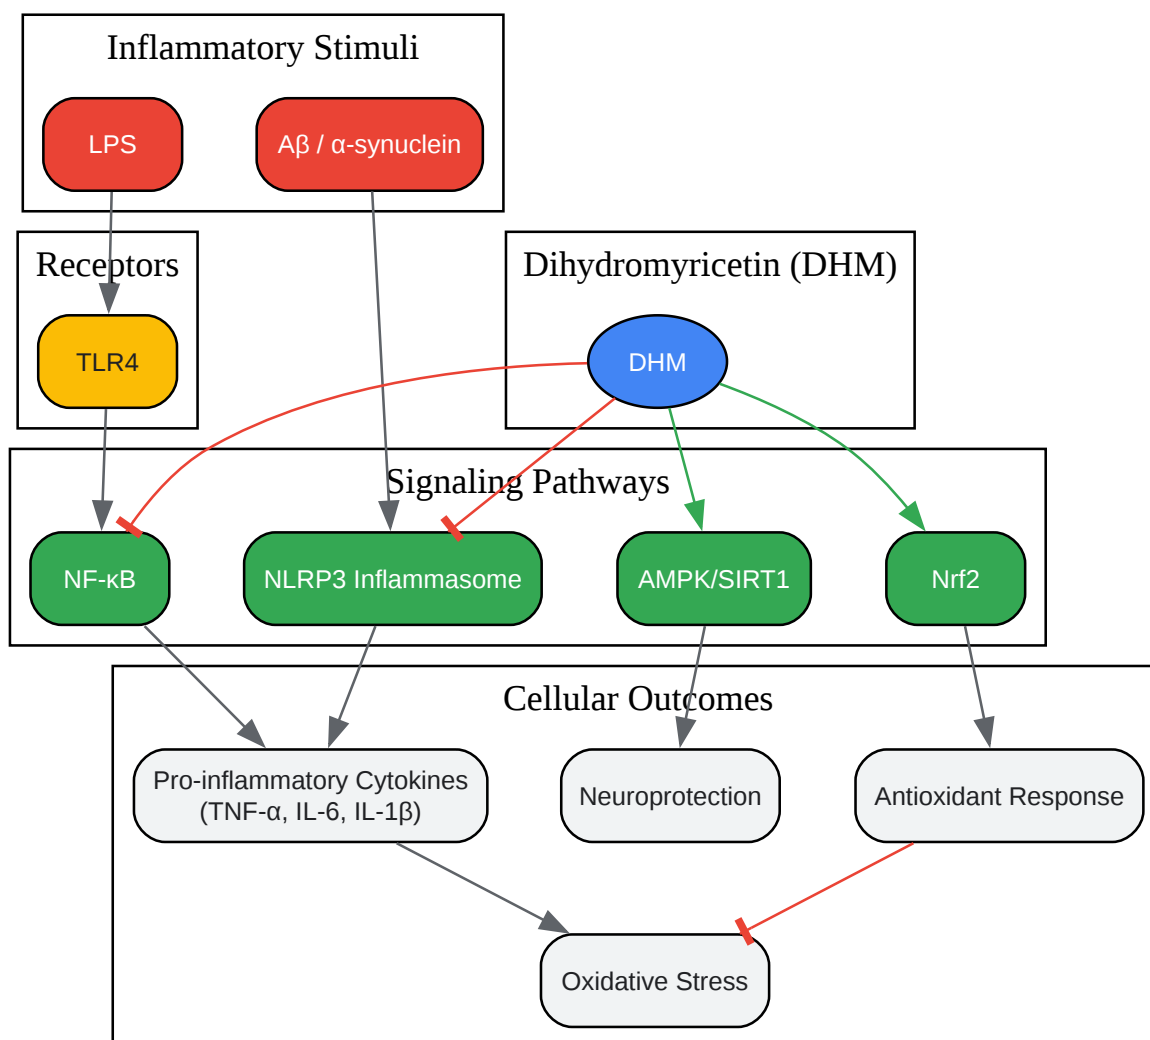 Inflammatory Stimuli
LPS
Aβ / α-synuclein
Receptors
Dihydromyricetin (DHM)
TLR4
DHM
Signaling Pathways
NF-κB
NLRP3 Inflammasome
AMPK/SIRT1
Nrf2
Cellular Outcomes
Pro-inflammatory Cytokines
(TNF-α, IL-6, IL-1β)
Neuroprotection
Antioxidant Response
Oxidative Stress